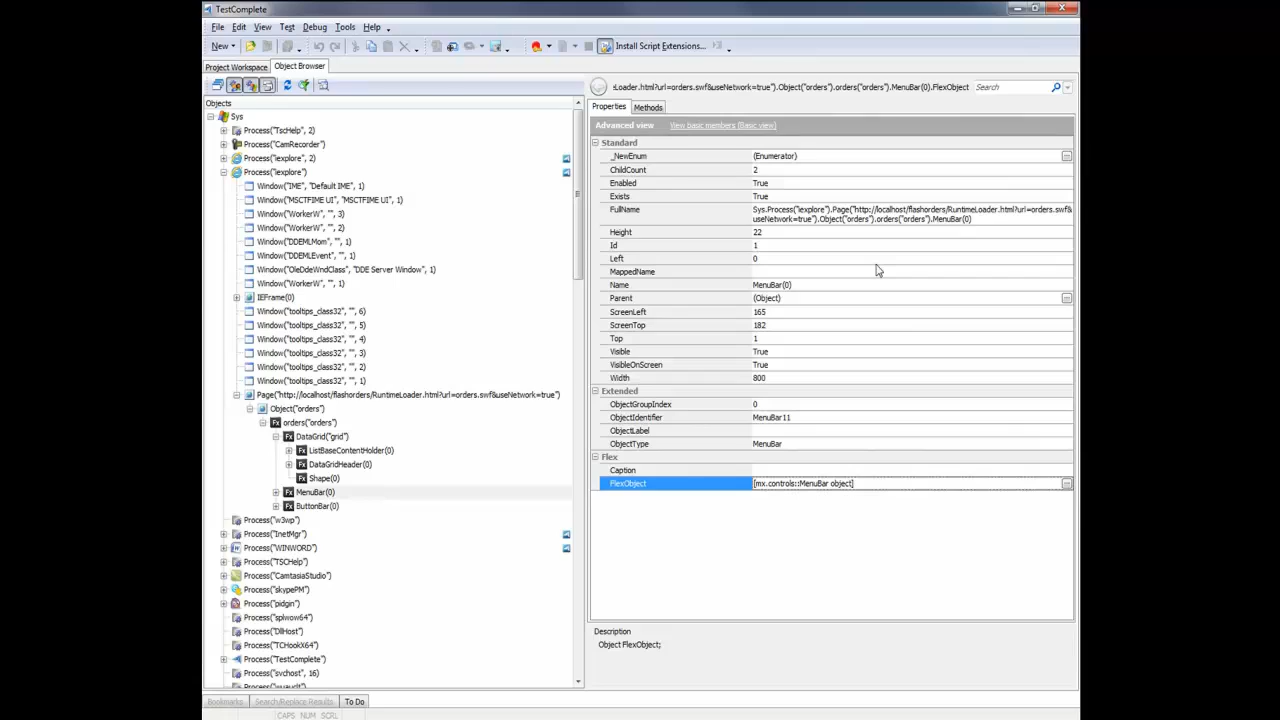 TestComplete
File Edit View Test Debug Tools Help
New Install Script Extensions...
Project Workspace Object Browser
Objects
Sys
Process("TscHelp", 2)
Process("CamRecorder")
Process("iexplore", 2)
Process("iexplore")
Window("IME", "Default IME", 1)
Window("MSCTFIME UI", "MSCTFIME UI", 1)
Window("WorkerW", "", 3)
Window("WorkerW", "", 2)
Window("DDEMLMom", "", 1)
Window("DDEMLEvent", "", 1)
Window("OleDdeWndClass", "DDE Server Window", 1)
Window("WorkerW", "", 1)
IEFrame(0)
Window("tooltips_class32", "", 6)
Window("tooltips_class32", "", 5)
Window("tooltips_class32", "", 4)
Window("tooltips_class32", "", 3)
Window("tooltips_class32", "", 2)
Window("tooltips_class32", "", 1)
Page("http://localhost/flashorders/RuntimeLoader.html?url=orders.swf&useNetwork=true")
Object("orders")
orders("orders")
DataGrid("grid")
ListBaseContentHolder(0)
DataGridHeader(0)
Shape(0)
MenuBar(0)
ButtonBar(0)
Process("w3wp")
Process("InetMgr")
Process("WINWORD")
Process("TSCHelp")
Process("CamtasiaStudio")
Process("skypePM")
Process("pidgin")
Process("splwow64")
Process("DllHost")
Process("TCHookX64")
Process("TestComplete")
Process("svchost", 16)
Process("wuauclt")
:Loader.html?url=orders.swf&useNetwork=true").Object("orders").orders("orders").MenuBar(0).FlexObject Search
Properties Methods
Advanced view View Basic members (Basic view)
Standard
_NewEnum (Enumerator)
ChildCount 2
Enabled True
Exists True
FullName Sys.Process("iexplore").Page("http://localhost/flashorders/RuntimeLoader.html?url=orders.swf&
useNetwork=true").Object("orders").orders("orders").MenuBar(0)
Height 22
Id 1
Left 0
MappedName
Name MenuBar(0)
Parent (Object)
ScreenLeft 165
ScreenTop 182
Top 1
Visible True
VisibleOnScreen True
Width 800
Extended
ObjectGroupIndex 0
ObjectIdentifier MenuBar11
ObjectLabel
ObjectType MenuBar
Flex
Caption
FlexObject [mx.controls::MenuBar object]
Description
Object FlexObject;
Bookmarks Search/Replace Results To Do
CAPS NUM SCRL